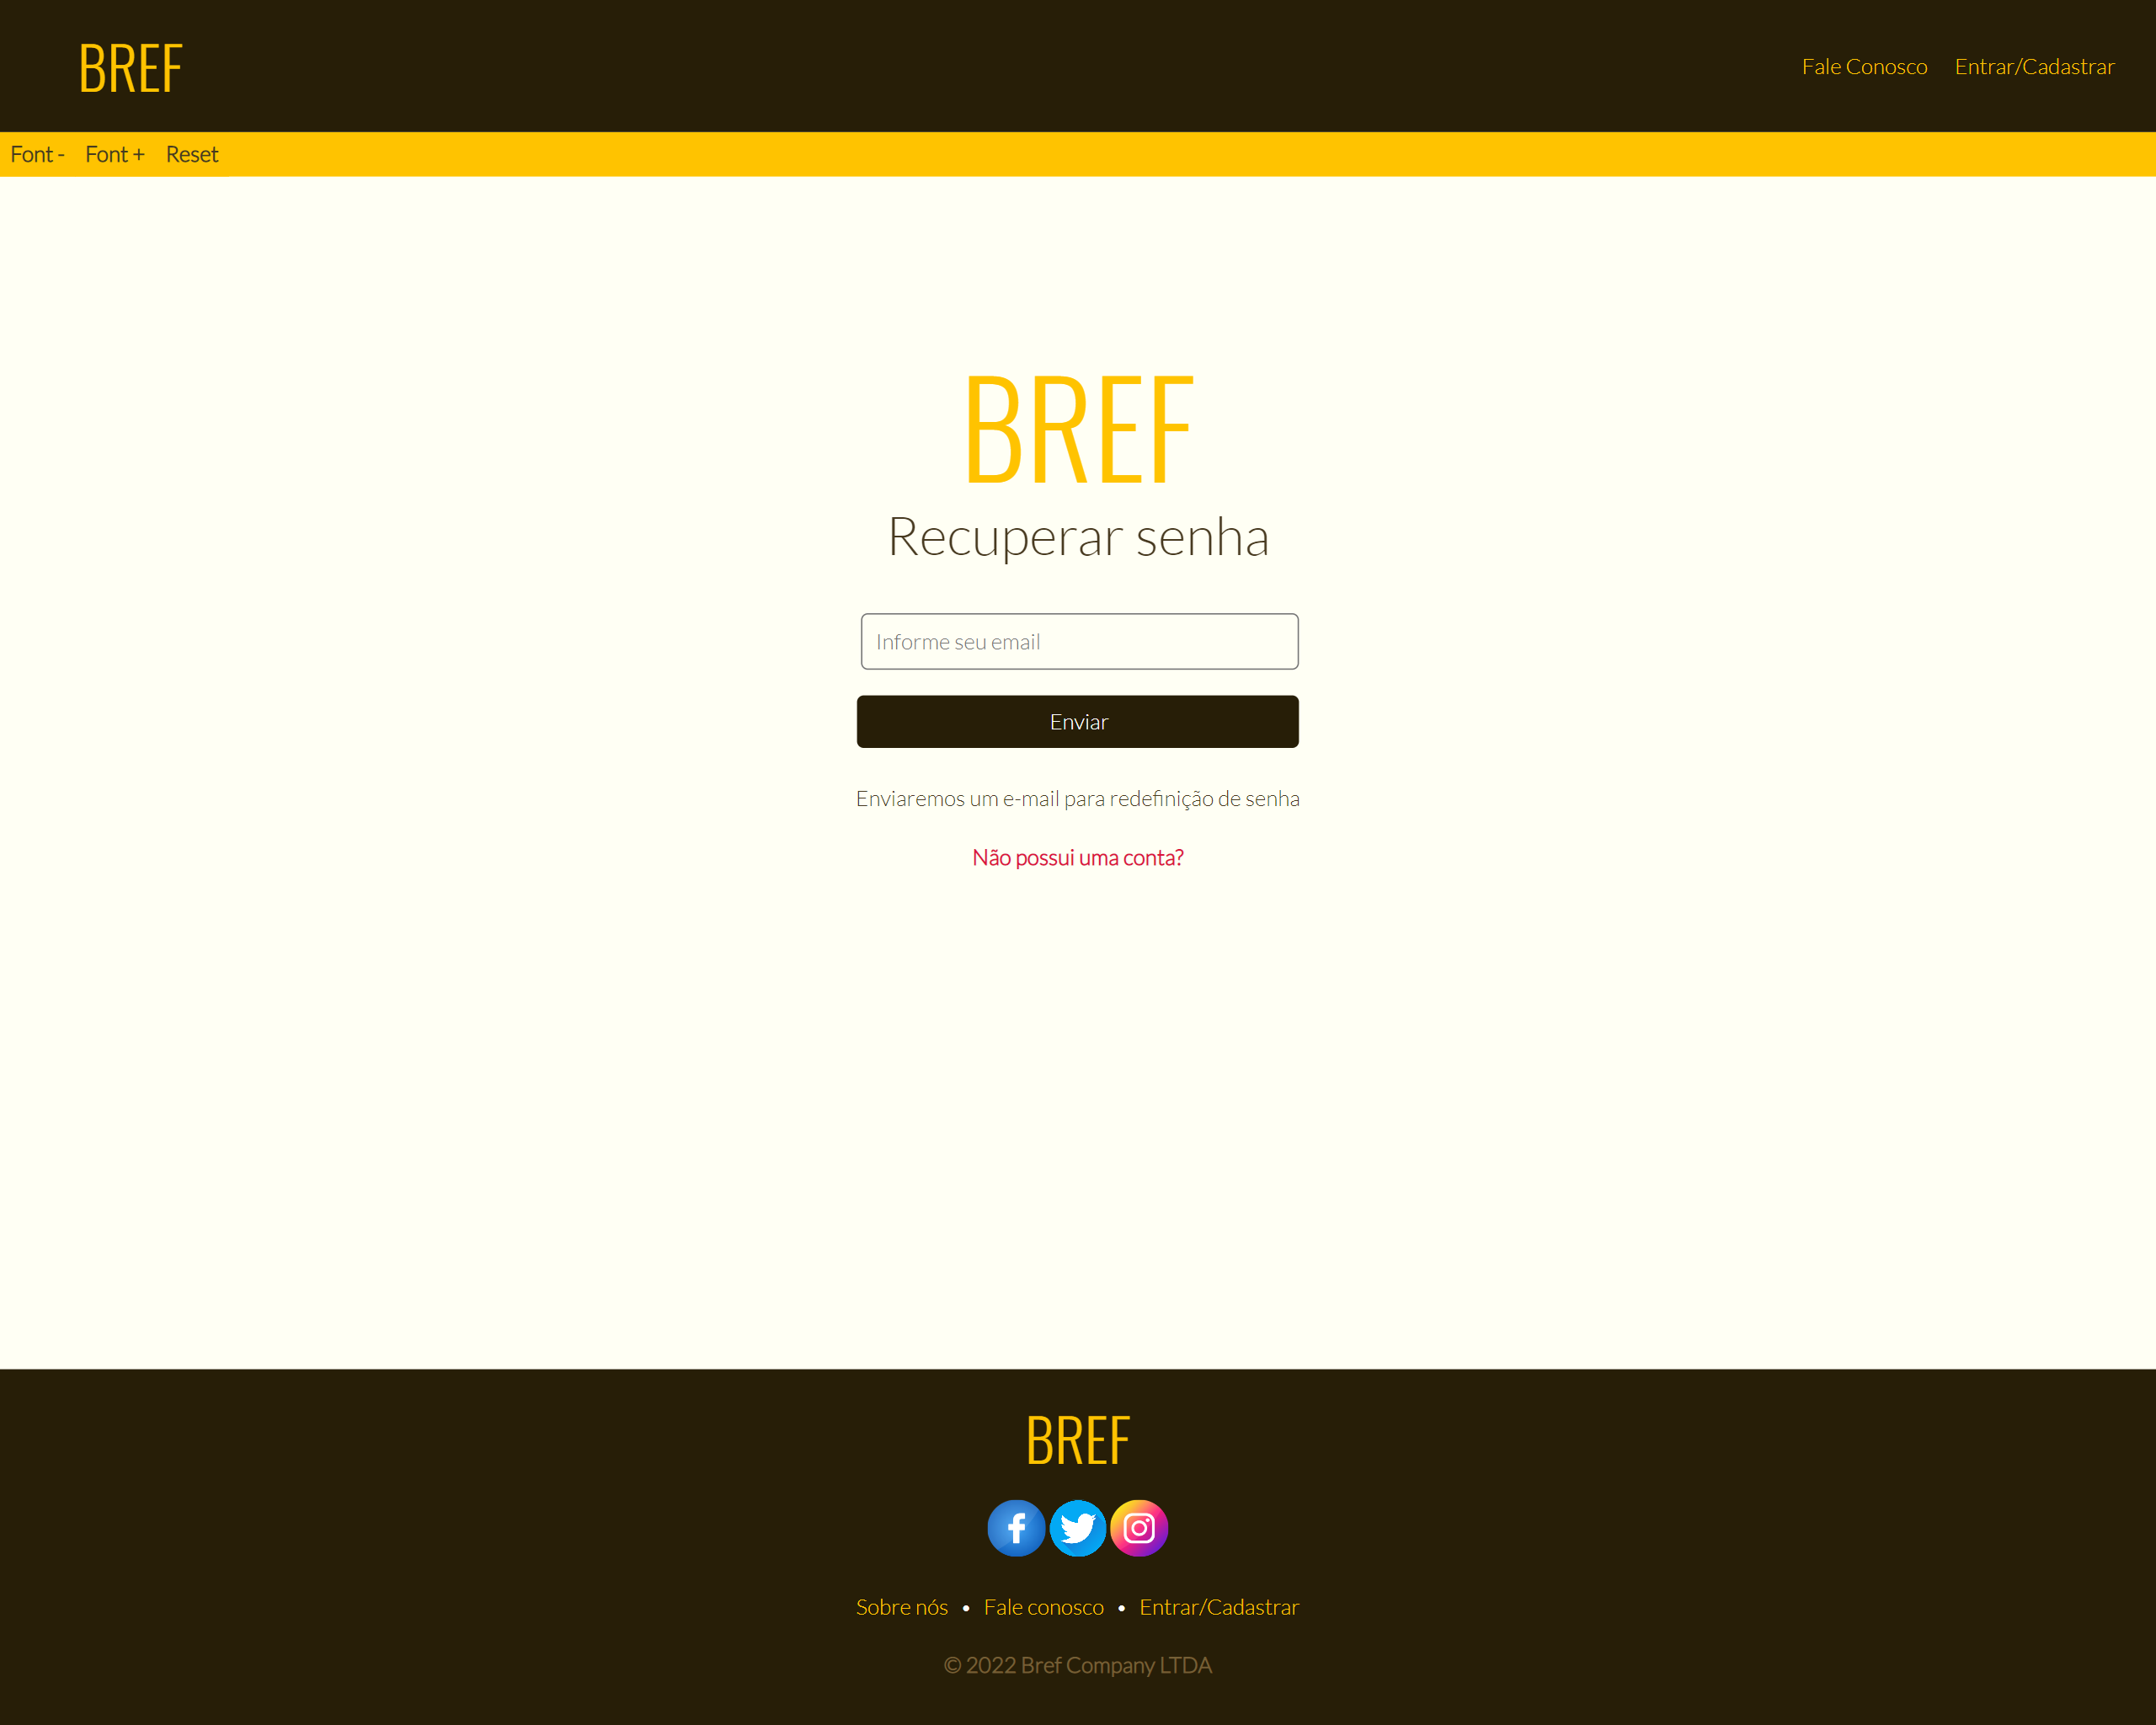 BREF
Fale Conosco Entrar/Cadastrar
Font - Font + Reset
BREF
Recuperar senha
Informe seu email
Enviar
Enviaremos um e-mail para redefinição de senha
Não possui uma conta?
BREF
Sobre nós • Fale conosco • Entrar/Cadastrar
© 2022 Bref Company LTDA